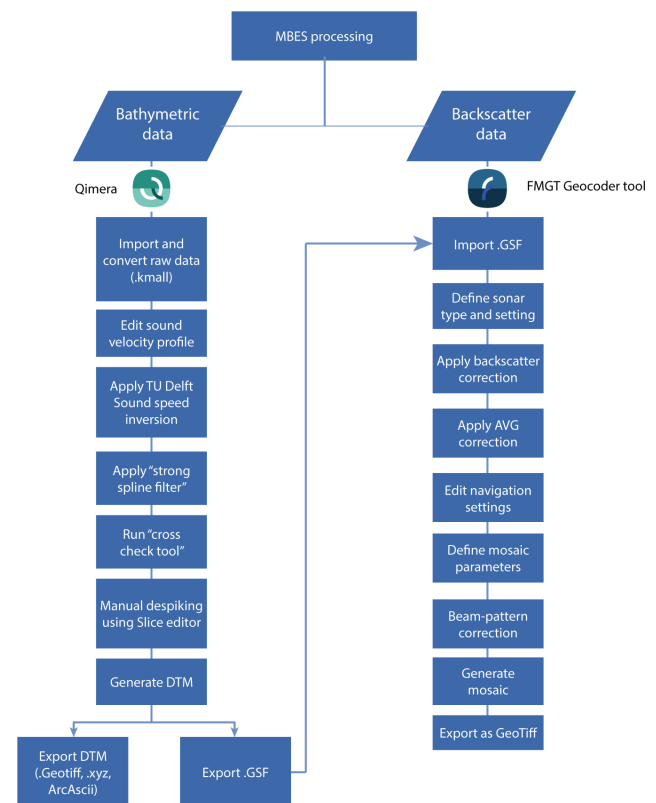 MBES processing
Bathymetric
data
Backscatter
data
Qimera
FMGT Geocoder tool
Import and
convert raw data
(.kmall)
Edit sound
velocity profile
Apply TU Delft
Sound speed
inversion
Apply “strong
spline filter”
Run “cross
check tool”
Manual despiking
using Slice editor
Generate DTM
Export DTM
(.Geotiff, .xyz,
ArcAscii)
Export .GSF
Import .GSF
Define sonar
type and setting
Apply backscatter
correction
Apply AVG
correction
Edit navigation
settings
Define mosaic
parameters
Beam-pattern
correction
Generate
mosaic
Export as GeoTiff